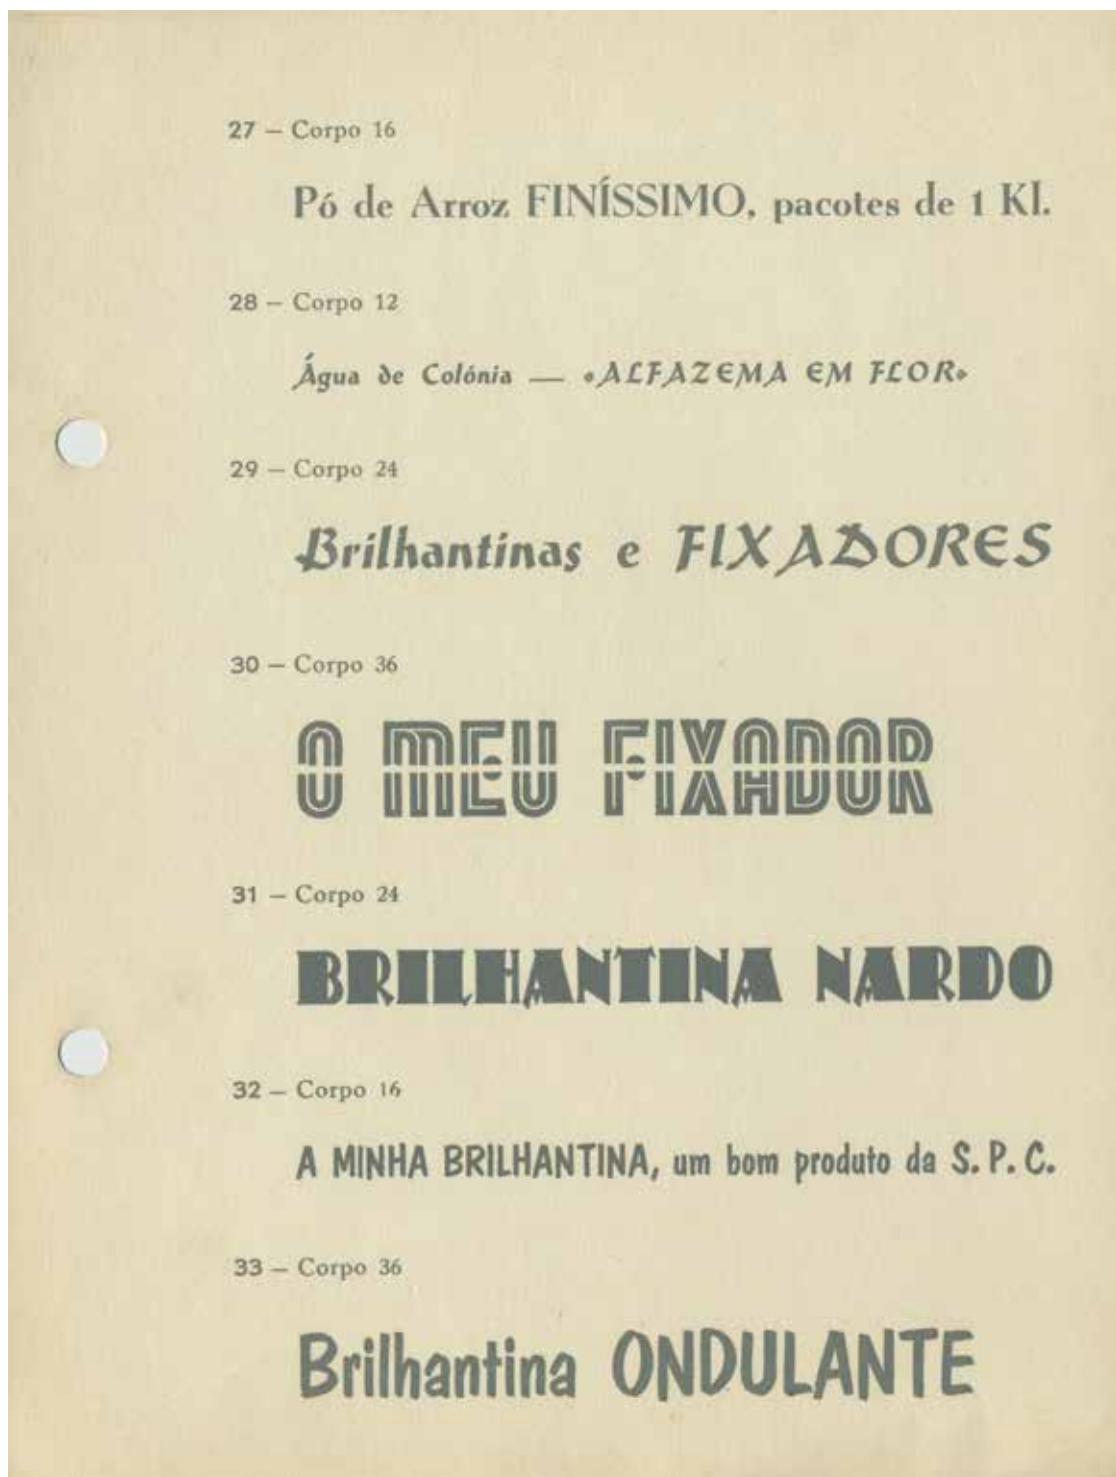 27 — Corpo 16
Pó de Arroz FINÍSSIMO, pacotes de 1 Kl.
28 — Corpo 12
Água de Colónia — «ALFAZEMA EM FLOR»
29 — Corpo 24
Brilhantinas e FIXADORES
30 — Corpo 36
O MEU FIXADOR
31 — Corpo 24
BRILHANTINA NARDO
32 — Corpo 16
A MINHA BRILHANTINA, um bom produto da S. P. C.
33 — Corpo 36
Brilhantina ONDULANTE